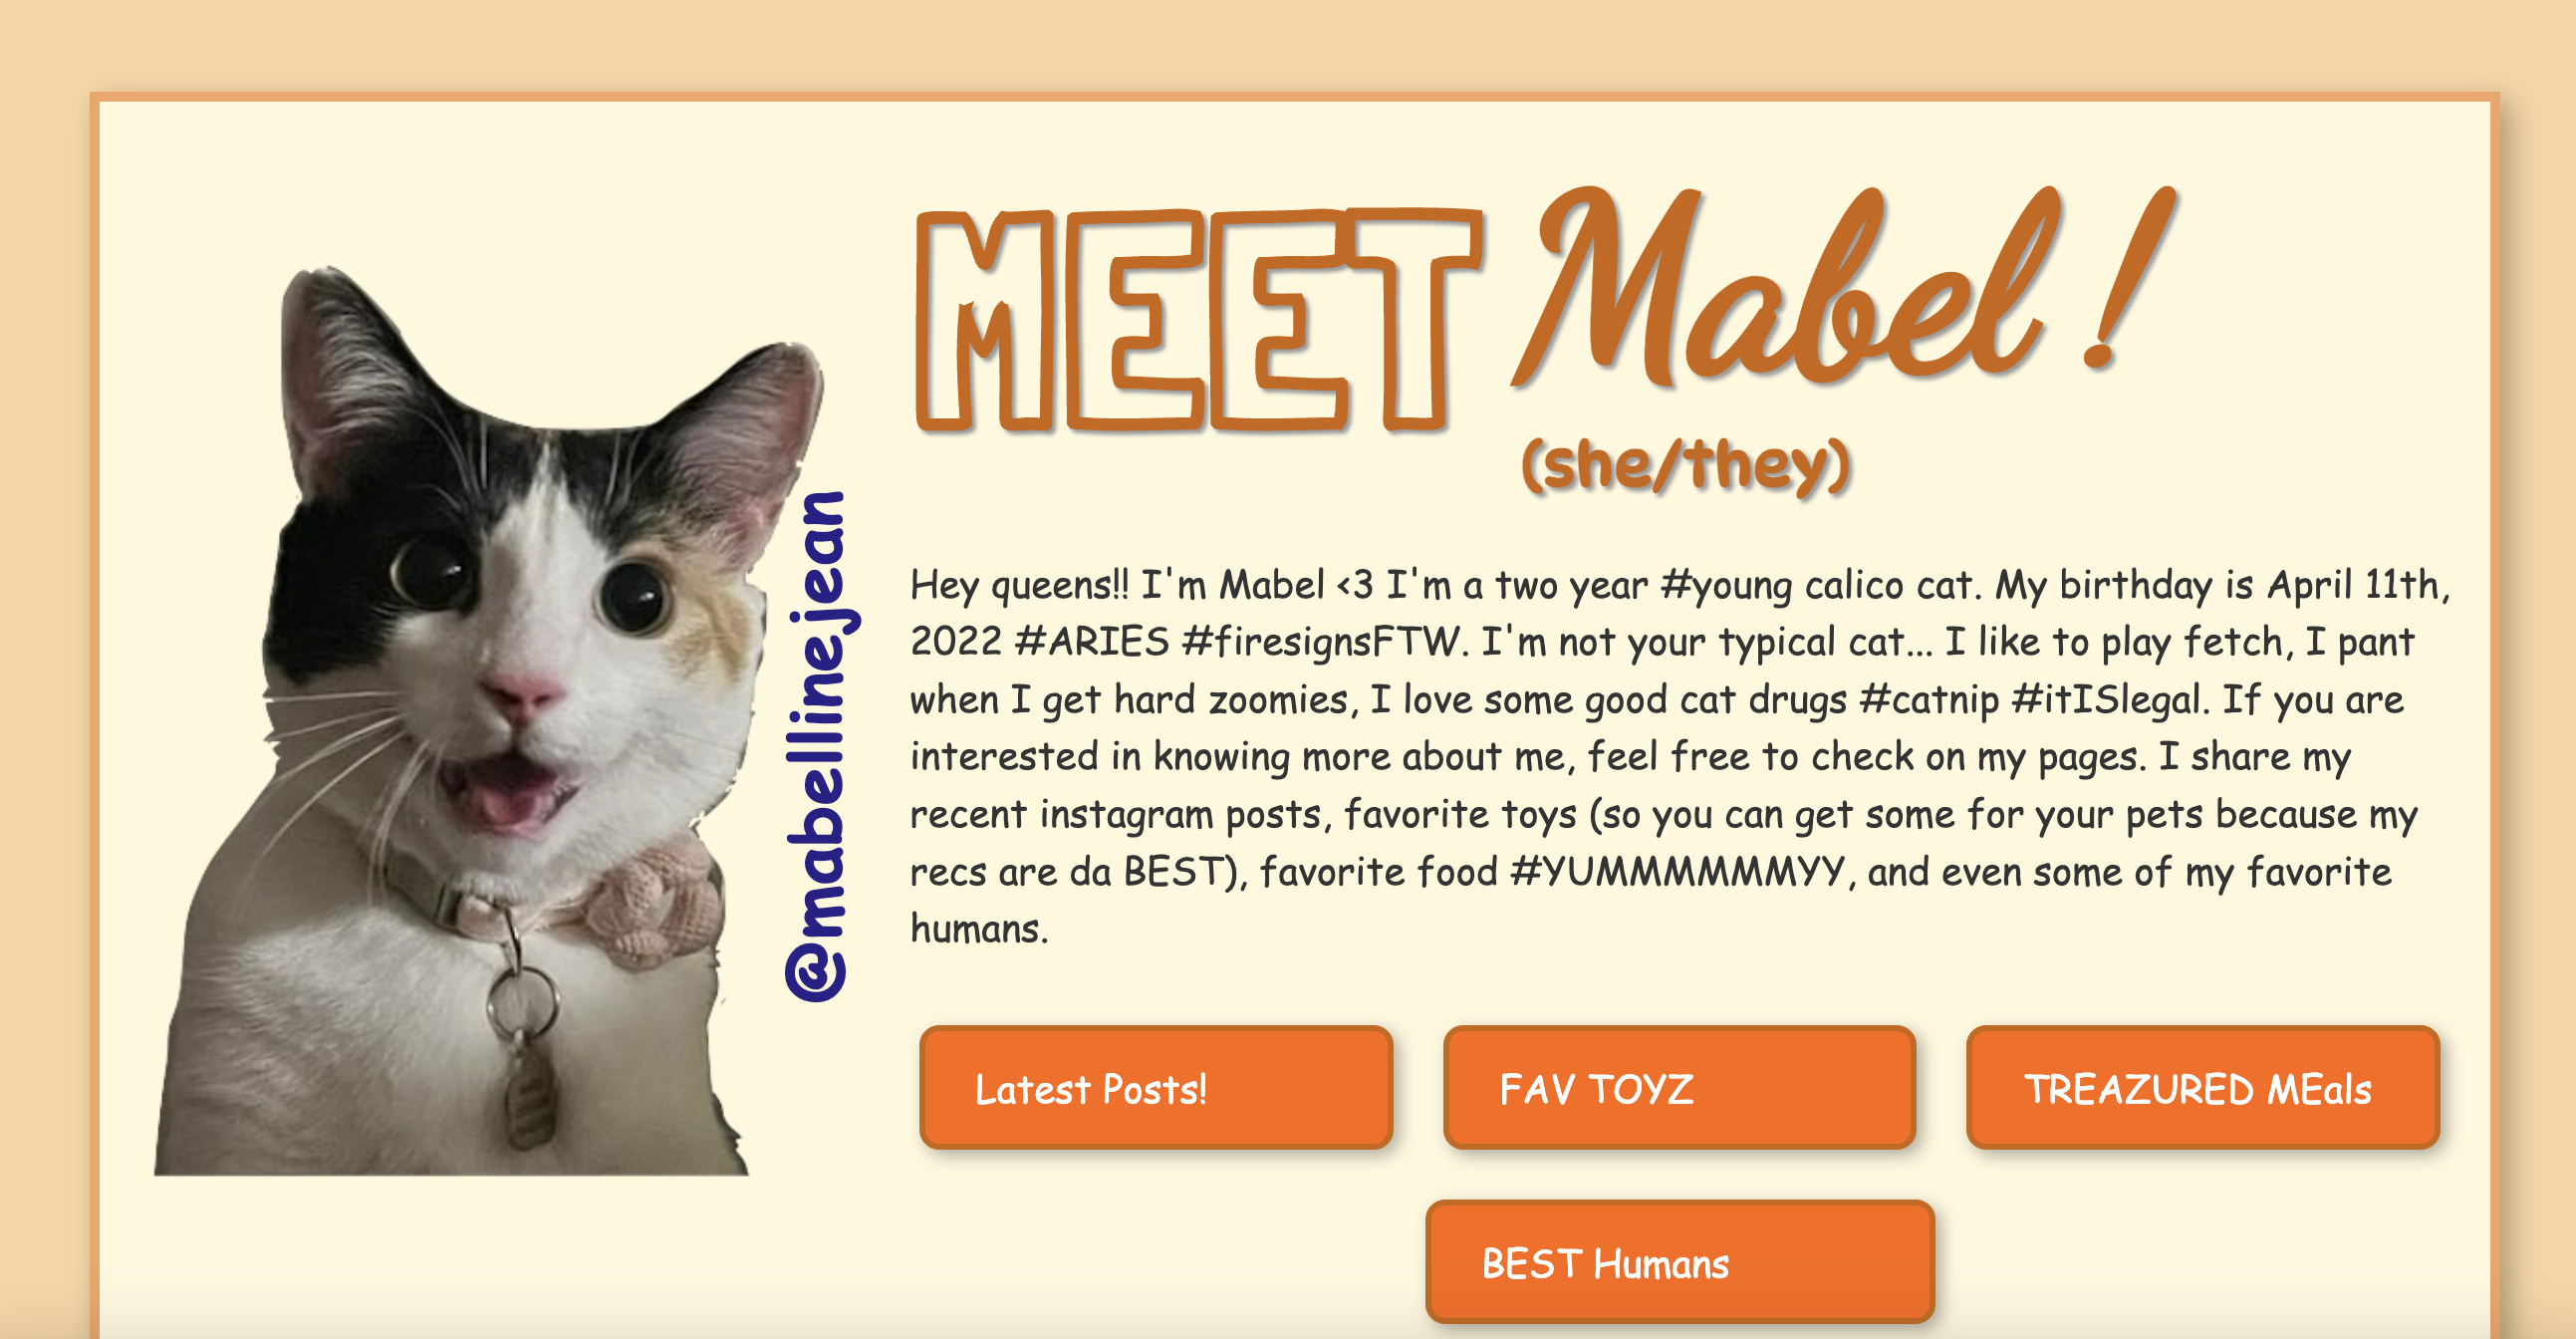 MEET Mabel!
(she/they)
@mabellinejean
Hey queens!! I'm Mabel <3 I'm a two year #young calico cat. My birthday is April 11th,
2022 #ARIES #firesignsFTW. I'm not your typical cat... I like to play fetch, I pant
when I get hard zoomies, I love some good cat drugs #catnip #itISlegal. If you are
interested in knowing more about me, feel free to check on my pages. I share my
recent instagram posts, favorite toys (so you can get some for your pets because my
recs are da BEST), favorite food #YUMMMMMMYY, and even some of my favorite
humans.
Latest Posts!
FAV TOYZ
TREAZURED MEals
BEST Humans